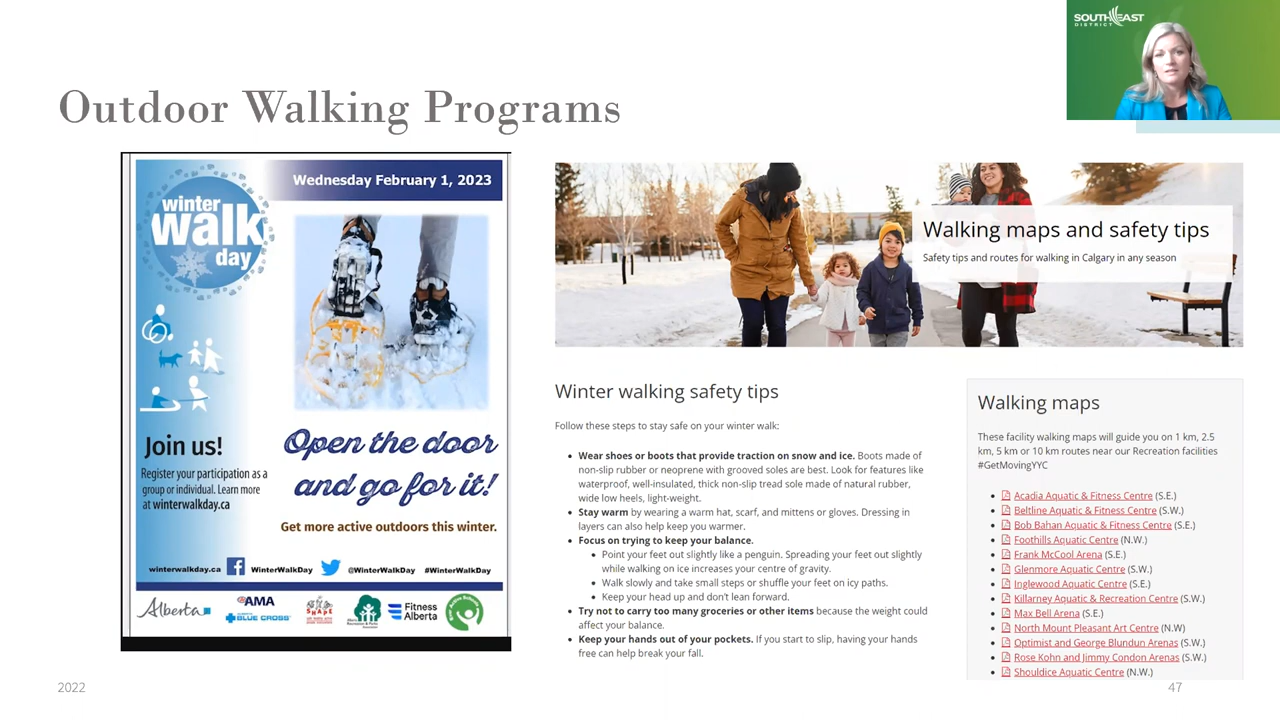 SOUTH EAST
DISTRICT
Outdoor Walking Programs
Wednesday February 1, 2023
winter
walk
day
Join us!
Register your participation as a
group or individual. Learn more
at winterwalkday.ca
Open the door
and go for it!
Get more active outdoors this winter.
winterwalkday.ca WinterWalkDay @WinterWalkDay #WinterWalkDay
Alberta
AMA
BLUE CROSS
SHAPE
Fitness
Alberta
Walking maps and safety tips
Safety tips and routes for walking in Calgary in any season
Winter walking safety tips
Follow these steps to stay safe on your winter walk:
• Wear shoes or boots that provide traction on snow and ice. Boots made of
non-slip rubber or neoprene with grooved soles are best. Look for features like
waterproof, well-insulated, thick non-slip tread sole made of natural rubber,
wide low heels, light-weight.
• Stay warm by wearing a warm hat, scarf, and mittens or gloves. Dressing in
layers can also help keep you warmer.
• Focus on trying to keep your balance.
• Point your feet out slightly like a penguin. Spreading your feet out slightly
while walking on ice increases your centre of gravity.
• Walk slowly and take small steps or shuffle your feet on icy paths.
• Keep your head up and don't lean forward.
• Try not to carry too many groceries or other items because the weight could
affect your balance.
• Keep your hands out of your pockets. If you start to slip, having your hands
free can help break your fall.
Walking maps
These facility walking maps will guide you on 1 km, 2.5
km, 5 km or 10 km routes near our Recreation facilities
#GetMovingYYC
• Acadia Aquatic & Fitness Centre (S.E.)
• Beltline Aquatic & Fitness Centre (S.W.)
• Bob Bahan Aquatic & Fitness Centre (S.E.)
• Foothills Aquatic Centre (N.W.)
• Frank McCool Arena (S.E.)
• Glenmore Aquatic Centre (S.W.)
• Inglewood Aquatic Centre (S.E.)
• Killarney Aquatic & Recreation Centre (S.W.)
• Max Bell Arena (S.E.)
• North Mount Pleasant Art Centre (N.W)
• Optimist and George Blundun Arenas (S.W.)
• Rose Kohn and Jimmy Condon Arenas (S.W.)
• Shouldice Aquatic Centre (N.W.)
2022
47